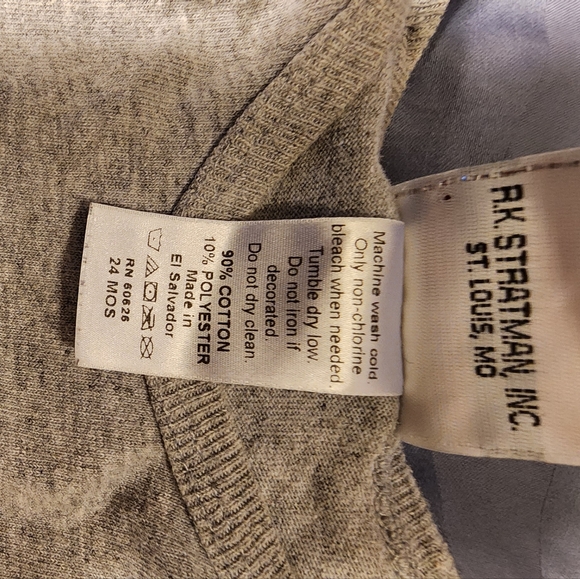 Machine wash cold.
Only non-chlorine
bleach when needed.
Tumble dry low
Do not iron if
decorated
Do not dry clean.
90% COTTON
10% POLYESTER
Made in
El Salvador
RN 60626
24 MOS
R.K. STRATMAN INC.
ST. LOUIS, MO